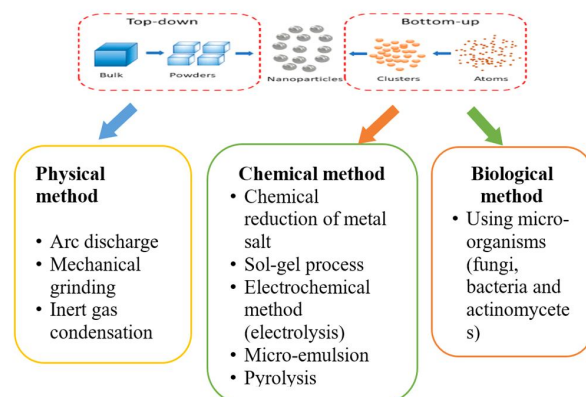 Top-down
Bottom-up
Bulk
Powders
Nanoparticles
Clusters
Atoms
Physical
method
• Arc discharge
• Mechanical
grinding
• Inert gas
condensation
Chemical method
• Chemical
reduction of metal
salt
• Sol-gel process
• Electrochemical
method
(electrolysis)
• Micro-emulsion
• Pyrolysis
Biological
method
• Using micro-
organisms
(fungi,
bacteria and
actinomycete
s)